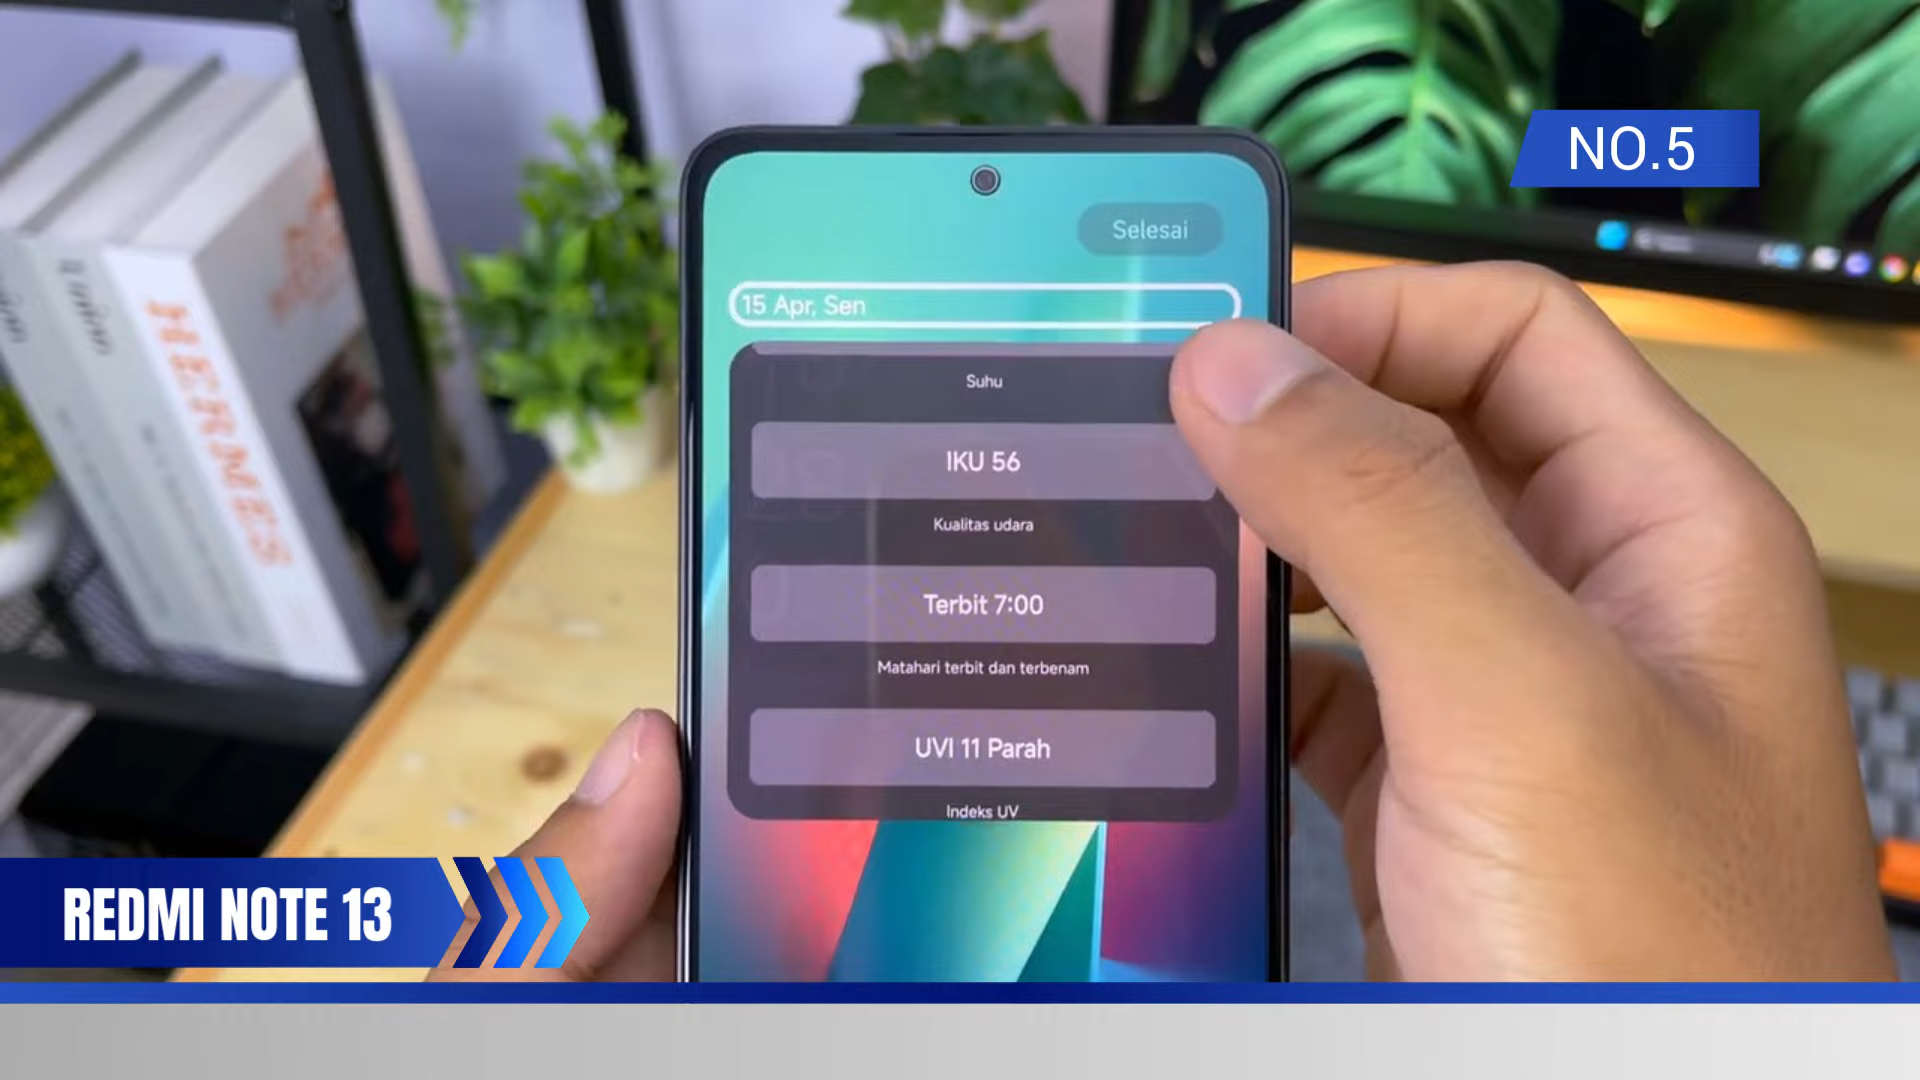 NO.5
Selesai
15 Apr, Sen
Suhu
IKU 56
Kualitas udara
Terbit 7:00
Matahari terbit dan terbenam
UVI 11 Parah
Indeks UV
HERMES
REDMI NOTE 13